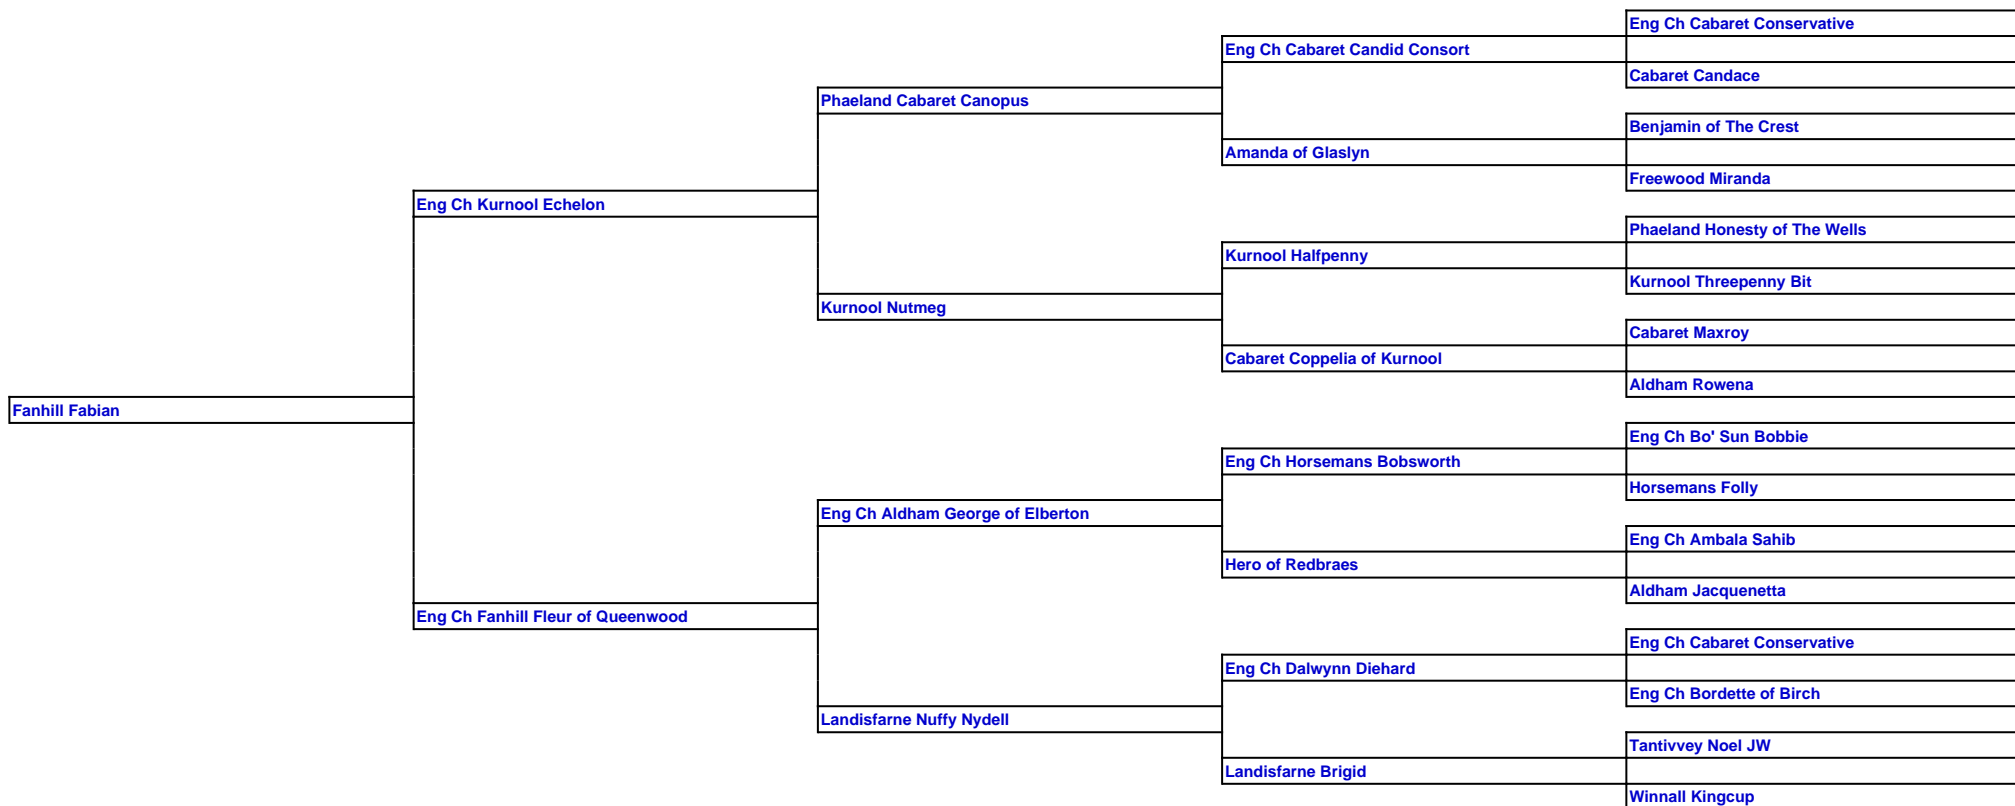 Eng Ch Cabaret Conservative
Eng Ch Cabaret Candid Consort
Cabaret Candace
Phaeland Cabaret Canopus
Benjamin of The Crest
Amanda of Glaslyn
Freewood Miranda
Eng Ch Kurnool Echelon
Phaeland Honesty of The Wells
Kurnool Halfpenny
Kurnool Threepenny Bit
Kurnool Nutmeg
Cabaret Maxroy
Cabaret Coppelia of Kurnool
Aldham Rowena
Fanhill Fabian
Eng Ch Bo' Sun Bobbie
Eng Ch Horsemans Bobsworth
Horsemans Folly
Eng Ch Aldham George of Elberton
Eng Ch Ambala Sahib
Hero of Redbraes
Aldham Jacquenetta
Eng Ch Fanhill Fleur of Queenwood
Eng Ch Cabaret Conservative
Eng Ch Dalwynn Diehard
Eng Ch Bordette of Birch
Landisfarne Nuffy Nydell
Tantivvey Noel JW
Landisfarne Brigid
Winnall Kingcup